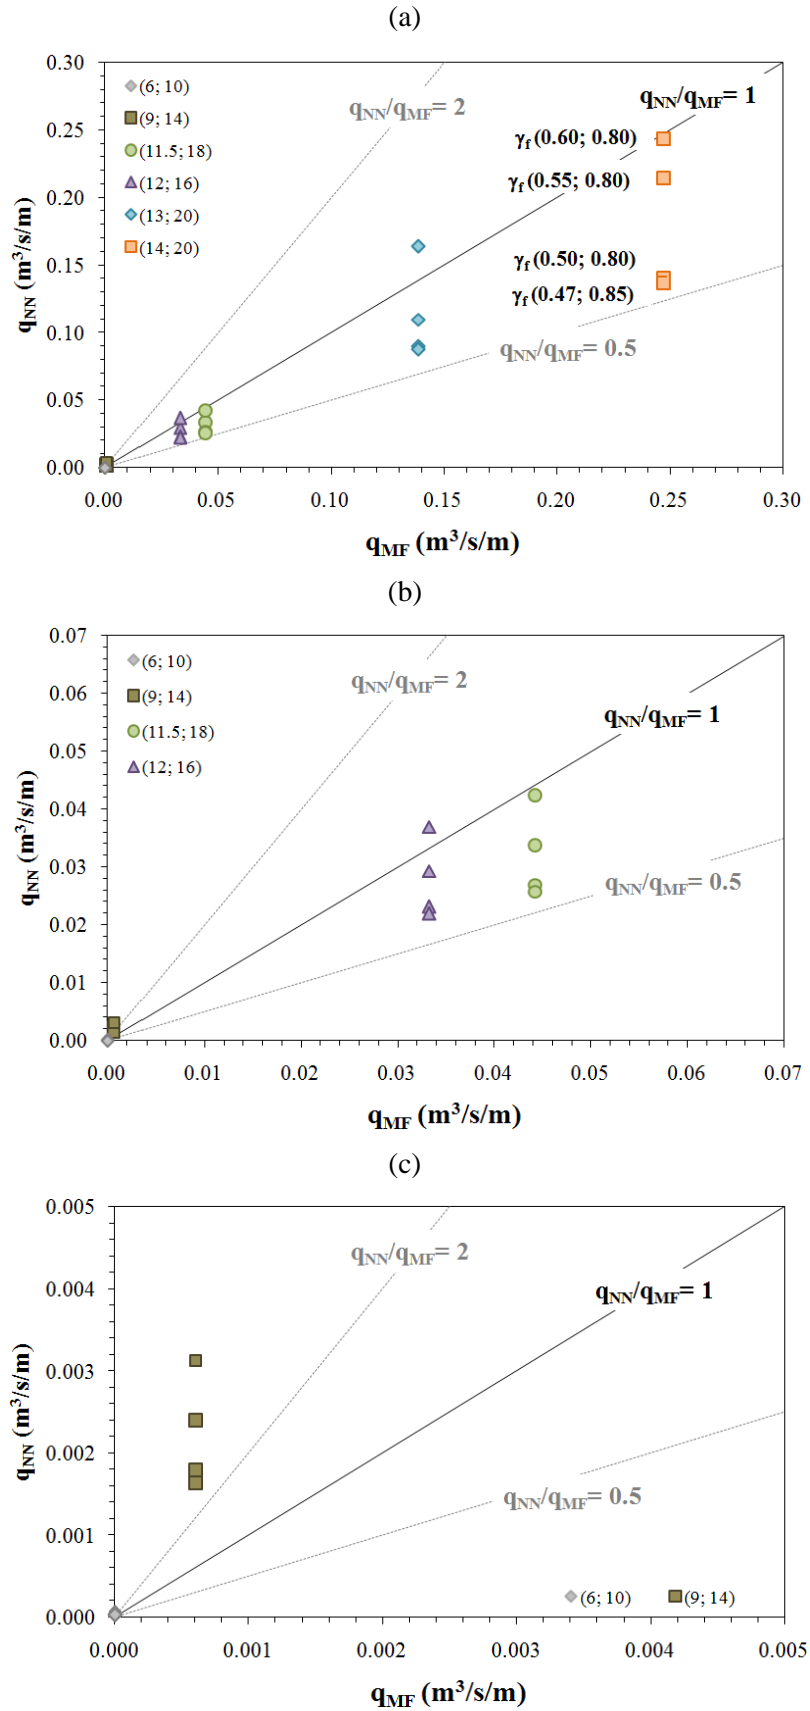 (a)
0.30
0.25
0.20
0.15
0.10
0.05
0.00
qNN (m³/s/m)
(6; 10)
(9; 14)
(11.5; 18)
(12; 16)
(13; 20)
(14; 20)
qNN/qMF= 2
qNN/qMF= 1
γf (0.60; 0.80)
γf (0.55; 0.80)
γf (0.50; 0.80)
γf (0.47; 0.85)
qNN/qMF= 0.5
0.00 0.05 0.10 0.15 0.20 0.25 0.30
qMF (m³/s/m)
(b)
0.07
0.06
0.05
0.04
0.03
0.02
0.01
0.00
qNN (m³/s/m)
(6; 10)
(9; 14)
(11.5; 18)
(12; 16)
qNN/qMF= 2
qNN/qMF= 1
qNN/qMF= 0.5
0.00 0.01 0.02 0.03 0.04 0.05 0.06 0.07
qMF (m³/s/m)
(c)
0.005
0.004
0.003
0.002
0.001
0.000
qNN (m³/s/m)
qNN/qMF= 2
qNN/qMF= 1
qNN/qMF= 0.5
(6; 10) (9; 14)
0.000 0.001 0.002 0.003 0.004 0.005
qMF (m³/s/m)